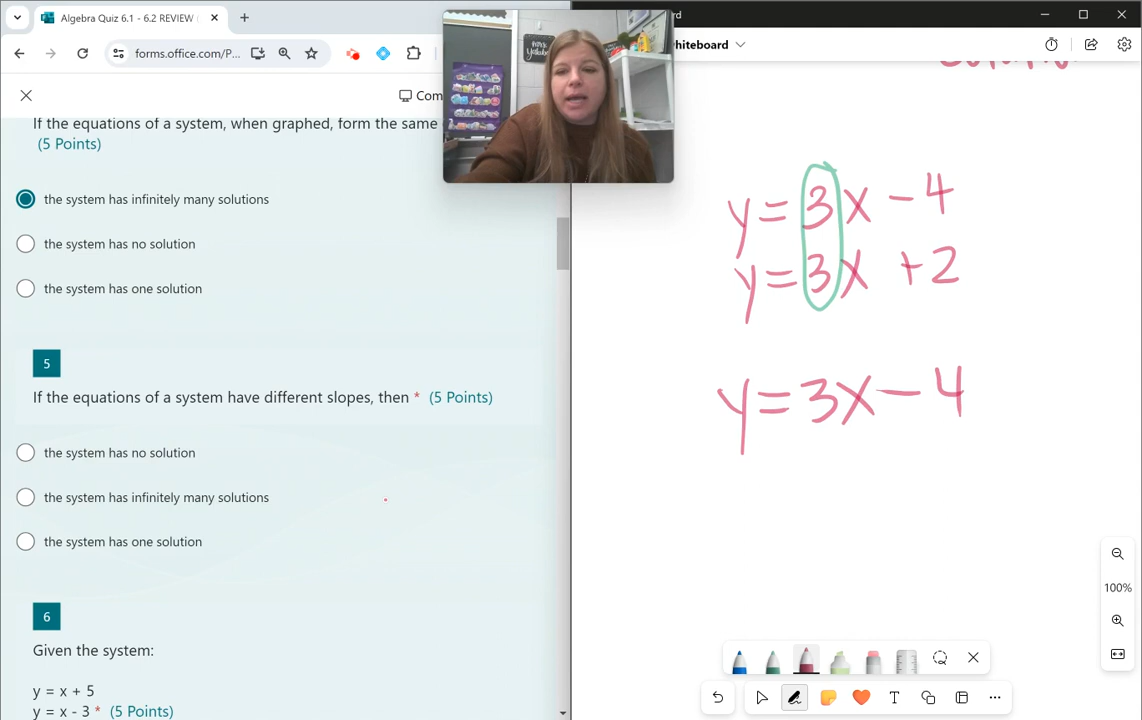 Algebra Quiz 6.1 - 6.2 REVIEW (
forms.office.com/P...
Com
If the equations of a system, when graphed, form the same
(5 Points)
the system has infinitely many solutions
the system has no solution
the system has one solution
5
If the equations of a system have different slopes, then * (5 Points)
the system has no solution
the system has infinitely many solutions
the system has one solution
6
Given the system:
y = x + 5
y = x - 3 * (5 Points)
rd
hiteboard
y = 3x - 4
y = 3x + 2
y = 3x - 4
100%
T